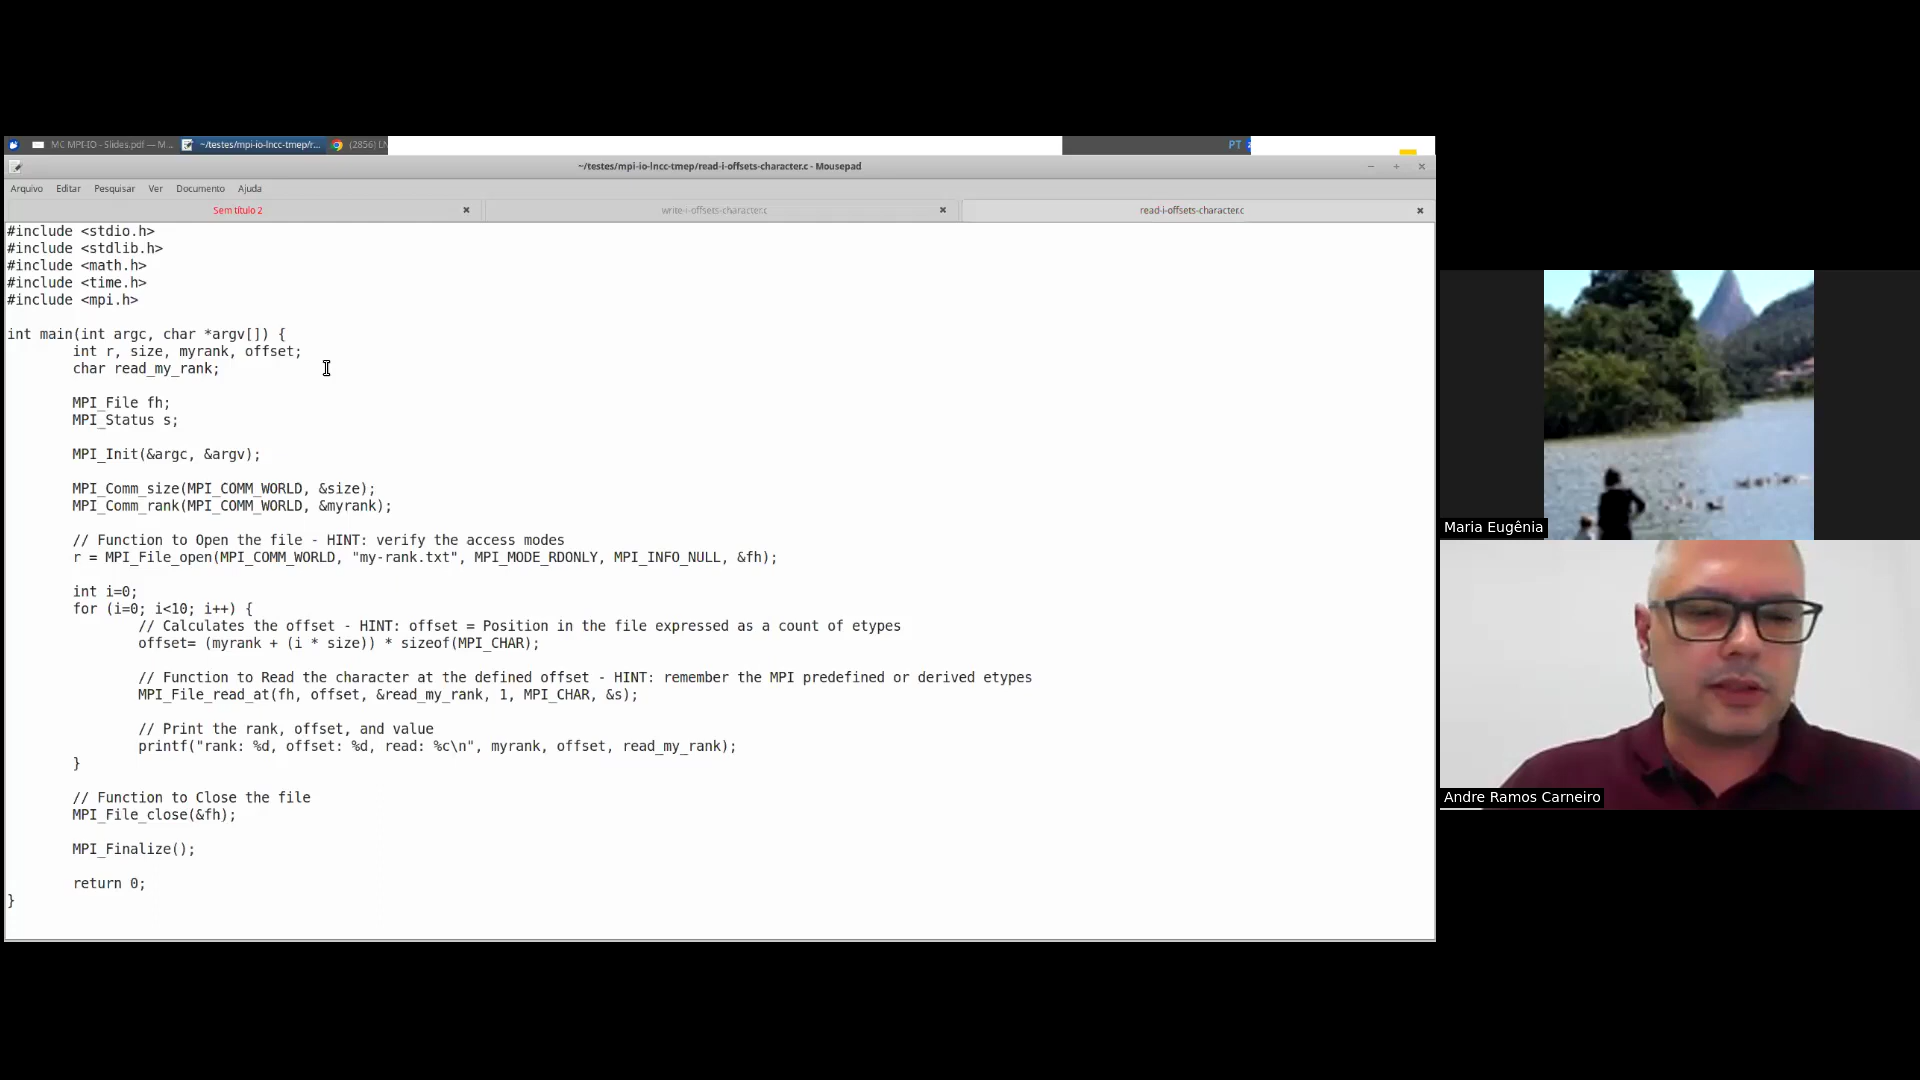 MC MPI-IO - Slides.pdf — M...
~/testes/mpi-io-lncc-tmep/r...
(2856) LN
PT
~/testes/mpi-io-lncc-tmep/read-i-offsets-character.c - Mousepad
Arquivo Editar Pesquisar Ver Documento Ajuda
Sem título 2
write-i-offsets-character.c
read-i-offsets-character.c
#include <stdio.h>
#include <stdlib.h>
#include <math.h>
#include <time.h>
#include <mpi.h>
int main(int argc, char *argv[]) {
int r, size, myrank, offset;
char read_my_rank;
MPI_File fh;
MPI_Status s;
MPI_Init(&argc, &argv);
MPI_Comm_size(MPI_COMM_WORLD, &size);
MPI_Comm_rank(MPI_COMM_WORLD, &myrank);
// Function to Open the file - HINT: verify the access modes
r = MPI_File_open(MPI_COMM_WORLD, "my-rank.txt", MPI_MODE_RDONLY, MPI_INFO_NULL, &fh);
int i=0;
for (i=0; i<10; i++) {
// Calculates the offset - HINT: offset = Position in the file expressed as a count of etypes
offset= (myrank + (i * size)) * sizeof(MPI_CHAR);
// Function to Read the character at the defined offset - HINT: remember the MPI predefined or derived etypes
MPI_File_read_at(fh, offset, &read_my_rank, 1, MPI_CHAR, &s);
// Print the rank, offset, and value
printf("rank: %d, offset: %d, read: %c\n", myrank, offset, read_my_rank);
}
// Function to Close the file
MPI_File_close(&fh);
MPI_Finalize();
return 0;
}
Maria Eugênia
Andre Ramos Carneiro